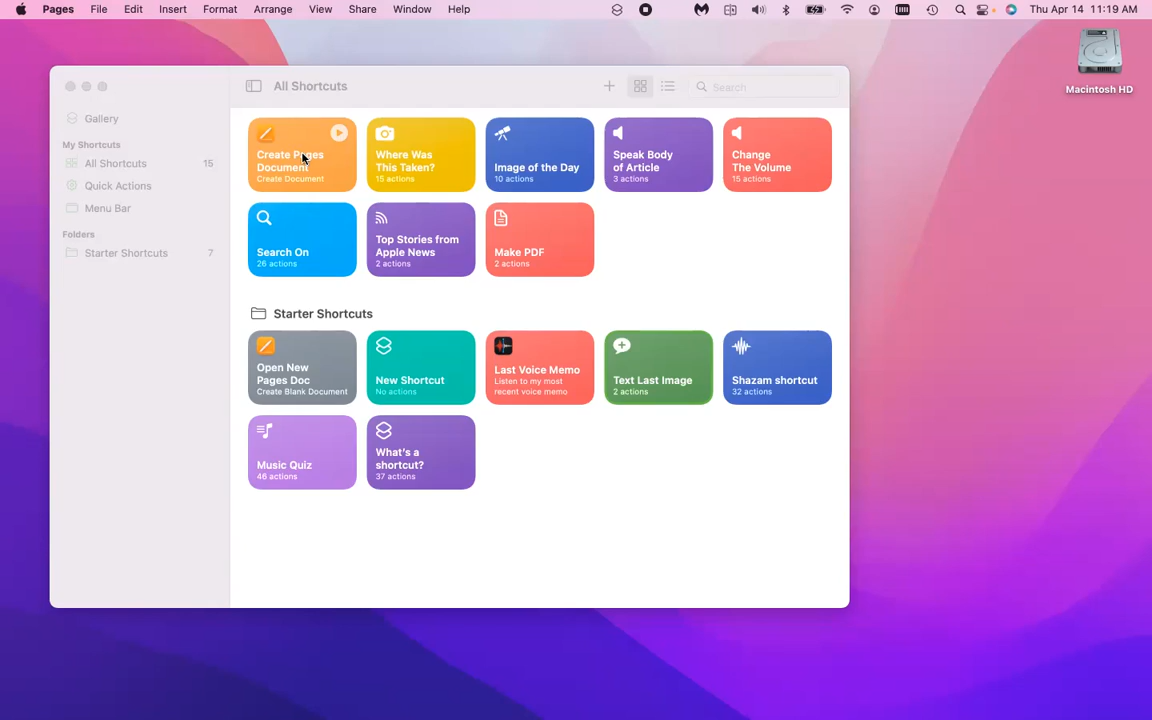 Pages File Edit Insert Format Arrange View Share Window Help Thu Apr 14 11:19 AM
Macintosh HD
All Shortcuts
Search
Gallery
My Shortcuts
All Shortcuts 15
Quick Actions
Menu Bar
Folders
Starter Shortcuts 7
Create Pages
Document
Create Document
Where Was
This Taken?
15 actions
Image of the Day
10 actions
Speak Body
of Article
3 actions
Change
The Volume
15 actions
Search On
26 actions
Top Stories from
Apple News
2 actions
Make PDF
2 actions
Starter Shortcuts
Open New
Pages Doc
Create Blank Document
New Shortcut
No actions
Last Voice Memo
Listen to my most
recent voice memo
Text Last Image
2 actions
Shazam shortcut
32 actions
Music Quiz
46 actions
What's a
shortcut?
37 actions